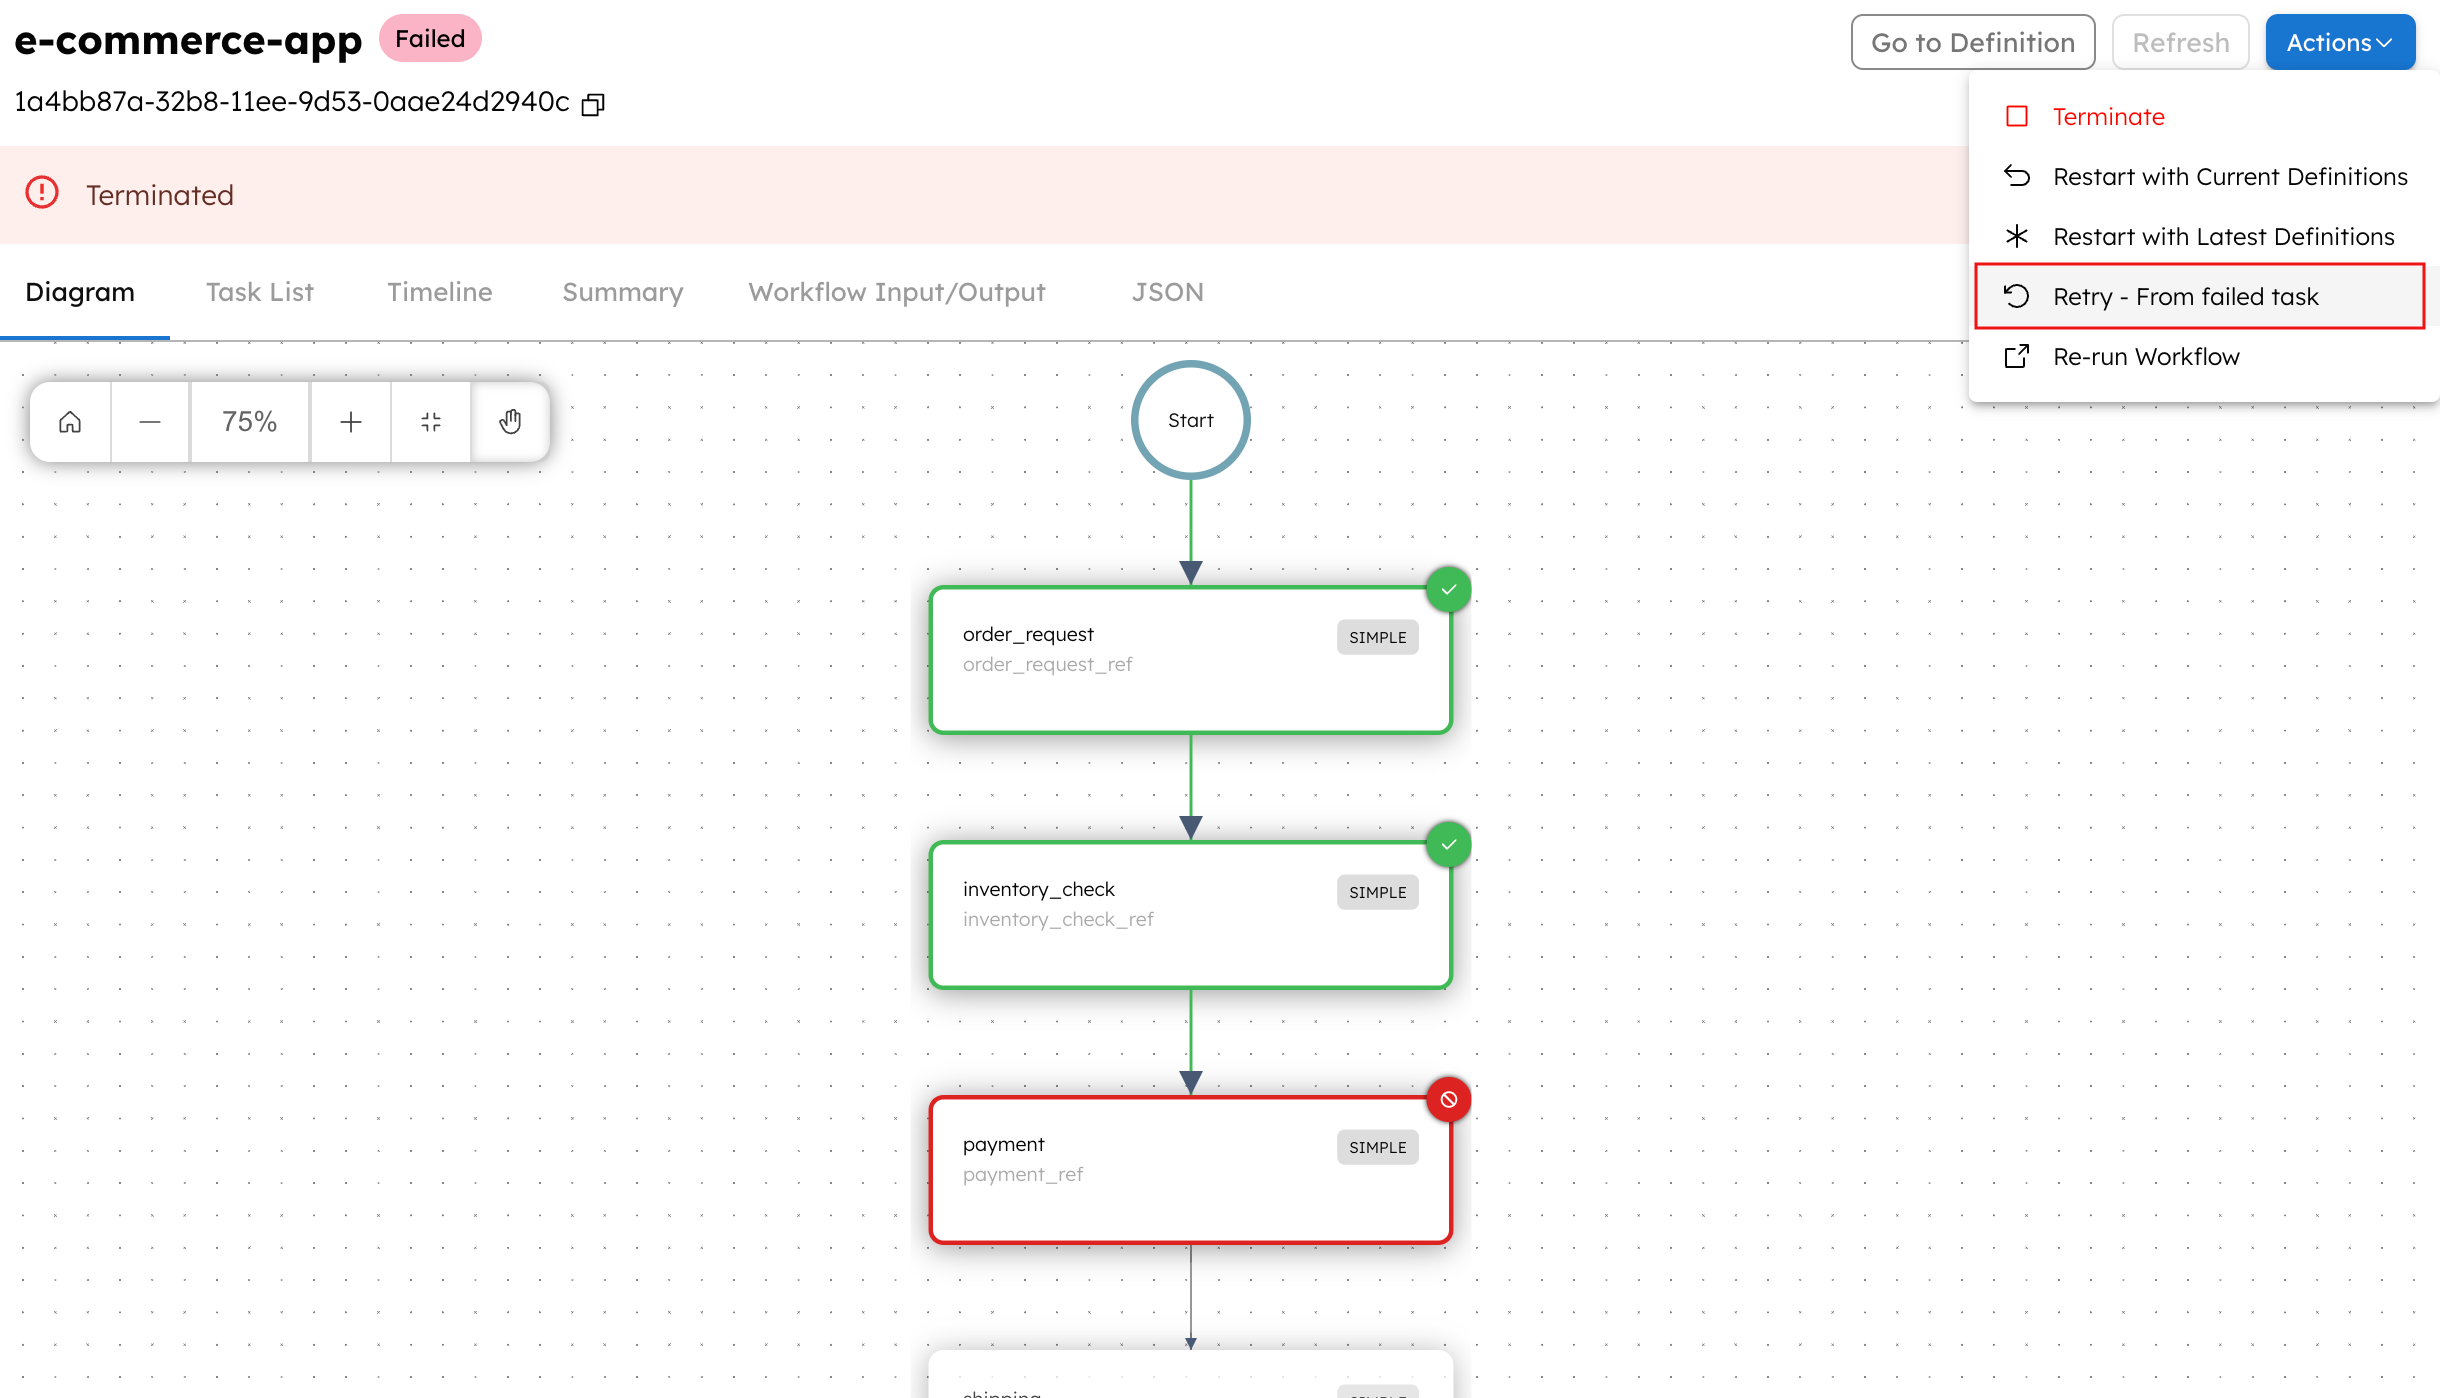 e-commerce-app
Failed
Go to Definition
Refresh
Actions
1a4bb87a-32b8-11ee-9d53-0aae24d2940c
Terminated
Terminate
Restart with Current Definitions
Restart with Latest Definitions
Retry - From failed task
Re-run Workflow
Diagram
Task List
Timeline
Summary
Workflow Input/Output
JSON
75%
Start
order_request
SIMPLE
order_request_ref
inventory_check
SIMPLE
inventory_check_ref
payment
SIMPLE
payment_ref
shipping